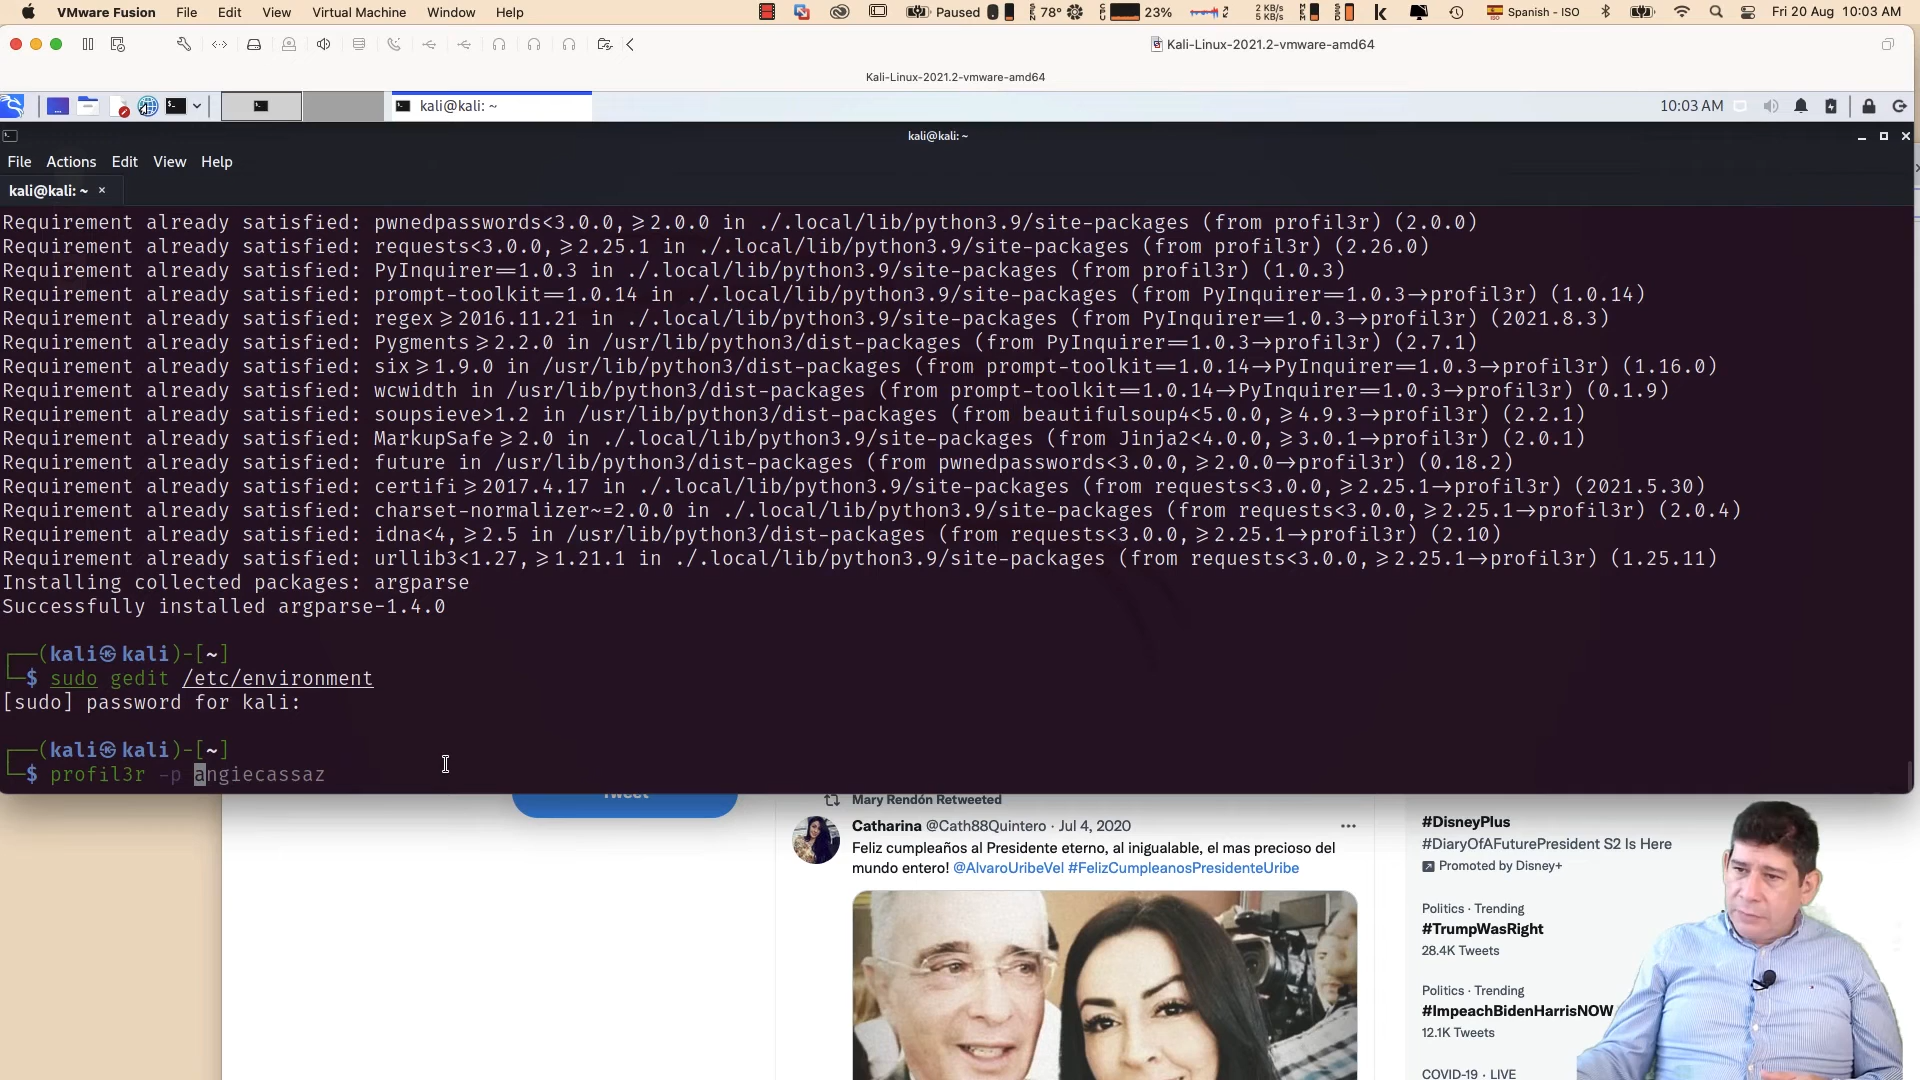 VMware Fusion File Edit View Virtual Machine Window Help
Paused 78° 23% 2 KB/s 5 KB/s Spanish - ISO Fri 20 Aug 10:03 AM
Kali-Linux-2021.2-vmware-amd64
Kali-Linux-2021.2-vmware-amd64
kali@kali: ~ 10:03 AM
kali@kali: ~
File Actions Edit View Help
kali@kali: ~ ×
Requirement already satisfied: pwnedpasswords<3.0.0,≥2.0.0 in ./.local/lib/python3.9/site-packages (from profil3r) (2.0.0)
Requirement already satisfied: requests<3.0.0,≥2.25.1 in ./.local/lib/python3.9/site-packages (from profil3r) (2.26.0)
Requirement already satisfied: PyInquirer==1.0.3 in ./.local/lib/python3.9/site-packages (from profil3r) (1.0.3)
Requirement already satisfied: prompt-toolkit==1.0.14 in ./.local/lib/python3.9/site-packages (from PyInquirer==1.0.3→profil3r) (1.0.14)
Requirement already satisfied: regex≥2016.11.21 in ./.local/lib/python3.9/site-packages (from PyInquirer==1.0.3→profil3r) (2021.8.3)
Requirement already satisfied: Pygments≥2.2.0 in /usr/lib/python3/dist-packages (from PyInquirer==1.0.3→profil3r) (2.7.1)
Requirement already satisfied: six≥1.9.0 in /usr/lib/python3/dist-packages (from prompt-toolkit==1.0.14→PyInquirer==1.0.3→profil3r) (1.16.0)
Requirement already satisfied: wcwidth in /usr/lib/python3/dist-packages (from prompt-toolkit==1.0.14→PyInquirer==1.0.3→profil3r) (0.1.9)
Requirement already satisfied: soupsieve>1.2 in /usr/lib/python3/dist-packages (from beautifulsoup4<5.0.0,≥4.9.3→profil3r) (2.2.1)
Requirement already satisfied: MarkupSafe≥2.0 in ./.local/lib/python3.9/site-packages (from Jinja2<4.0.0,≥3.0.1→profil3r) (2.0.1)
Requirement already satisfied: future in /usr/lib/python3/dist-packages (from pwnedpasswords<3.0.0,≥2.0.0→profil3r) (0.18.2)
Requirement already satisfied: certifi≥2017.4.17 in ./.local/lib/python3.9/site-packages (from requests<3.0.0,≥2.25.1→profil3r) (2021.5.30)
Requirement already satisfied: charset-normalizer~=2.0.0 in ./.local/lib/python3.9/site-packages (from requests<3.0.0,≥2.25.1→profil3r) (2.0.4)
Requirement already satisfied: idna<4,≥2.5 in /usr/lib/python3/dist-packages (from requests<3.0.0,≥2.25.1→profil3r) (2.10)
Requirement already satisfied: urllib3<1.27,≥1.21.1 in ./.local/lib/python3.9/site-packages (from requests<3.0.0,≥2.25.1→profil3r) (1.25.11)
Installing collected packages: argparse
Successfully installed argparse-1.4.0
┌──(kali㉿kali)-[~]
└─$ sudo gedit /etc/environment
[sudo] password for kali:
┌──(kali㉿kali)-[~]
└─$ profil3r -p angiecassaz
Tweet
Mary Rendón Retweeted
Catharina @Cath88Quintero · Jul 4, 2020
Feliz cumpleaños al Presidente eterno, al inigualable, el mas precioso del
mundo entero! @AlvaroUribeVel #FelizCumpleanosPresidenteUribe
#DisneyPlus
#DiaryOfAFuturePresident S2 Is Here
Promoted by Disney+
Politics · Trending
#TrumpWasRight
28.4K Tweets
Politics · Trending
#ImpeachBidenHarrisNOW
12.1K Tweets
COVID-19 · LIVE